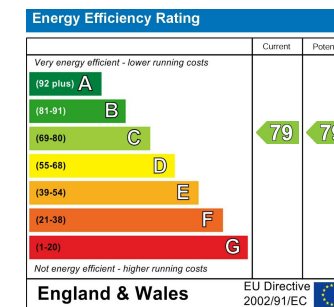 Energy Efficiency Rating
Current Poten
Very energy efficient - lower running costs
(92 plus) A
(81-91) B
(69-80) C 79 79
(55-68) D
(39-54) E
(21-38) F
(1-20) G
Not energy efficient - higher running costs
England & Wales EU Directive
2002/91/EC